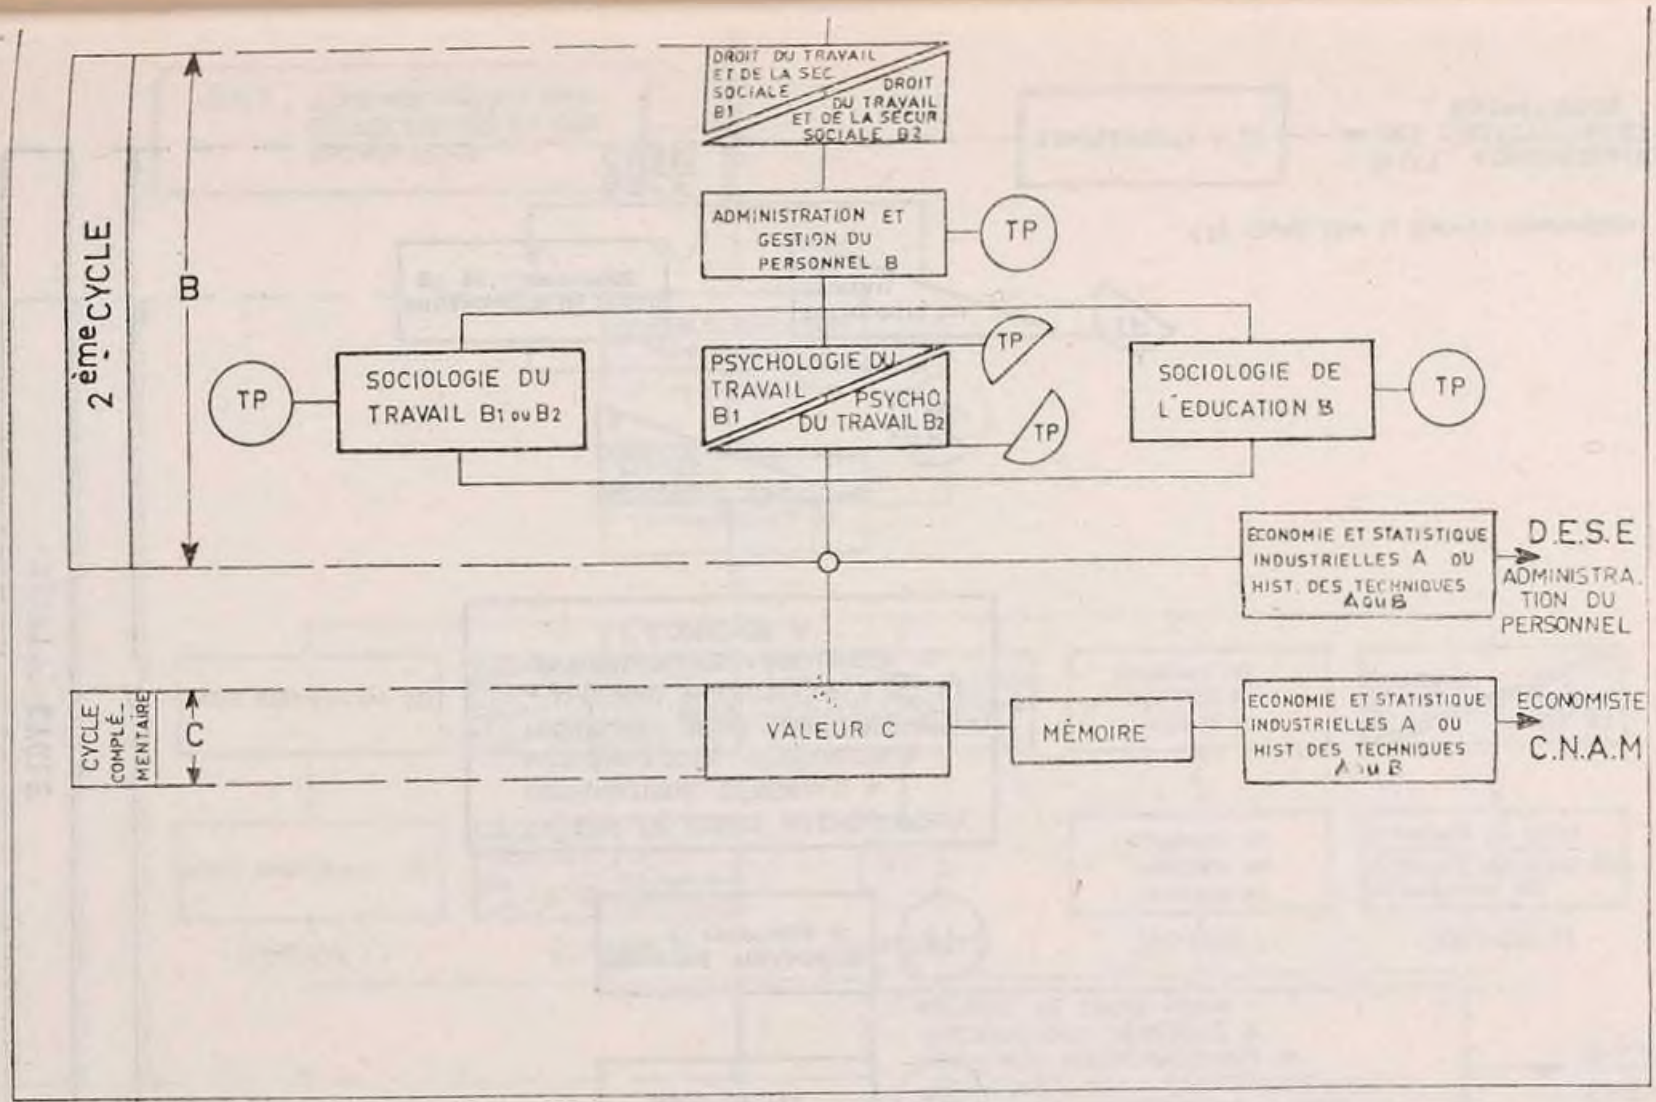 DROIT DU TRAVAIL
ET DE LA SEC.
SOCIALE
B1
DROIT
DU TRAVAIL
ET DE LA SECUR
SOCIALE B2
2ème CYCLE
B
ADMINISTRATION ET
GESTION DU
PERSONNEL B
TP
TP
SOCIOLOGIE DU
TRAVAIL B1 ou B2
PSYCHOLOGIE DU
TRAVAIL
B1
PSYCHO
DU TRAVAIL B2
TP
TP
SOCIOLOGIE DE
L'EDUCATION B
TP
ECONOMIE ET STATISTIQUE
INDUSTRIELLES A OU
HIST. DES TECHNIQUES
A ou B
D.E.S.E
ADMINISTRA.
TION DU
PERSONNEL
CYCLE
COMPLÉ_
MENTAIRE
C
VALEUR C
MÉMOIRE
ECONOMIE ET STATISTIQUE
INDUSTRIELLES A OU
HIST. DES TECHNIQUES
A ou B
ECONOMISTE
C.N.A.M